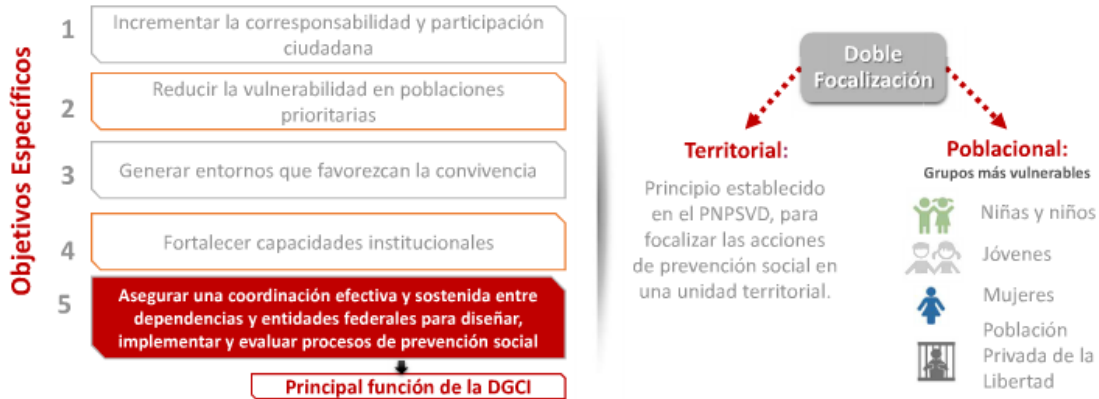 Objetivos Específicos
1
Incrementar la corresponsabilidad y participación
ciudadana
2
Reducir la vulnerabilidad en poblaciones
prioritarias
3
Generar entornos que favorezcan la convivencia
4
Fortalecer capacidades institucionales
5
Asegurar una coordinación efectiva y sostenida entre
dependencias y entidades federales para diseñar,
implementar y evaluar procesos de prevención social
Principal función de la DGCI
Doble
Focalización
Territorial:
Principio establecido
en el PNPSVD, para
focalizar las acciones
de prevención social en
una unidad territorial.
Poblacional:
Grupos más vulnerables
Niñas y niños
Jóvenes
Mujeres
Población
Privada de la
Libertad